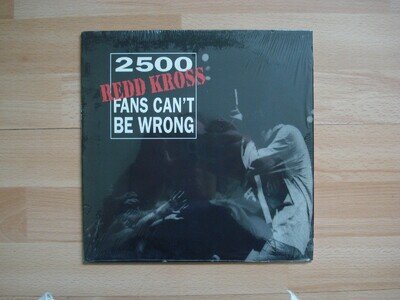 2500
REDD KROSS
FANS CAN'T
BE WRONG